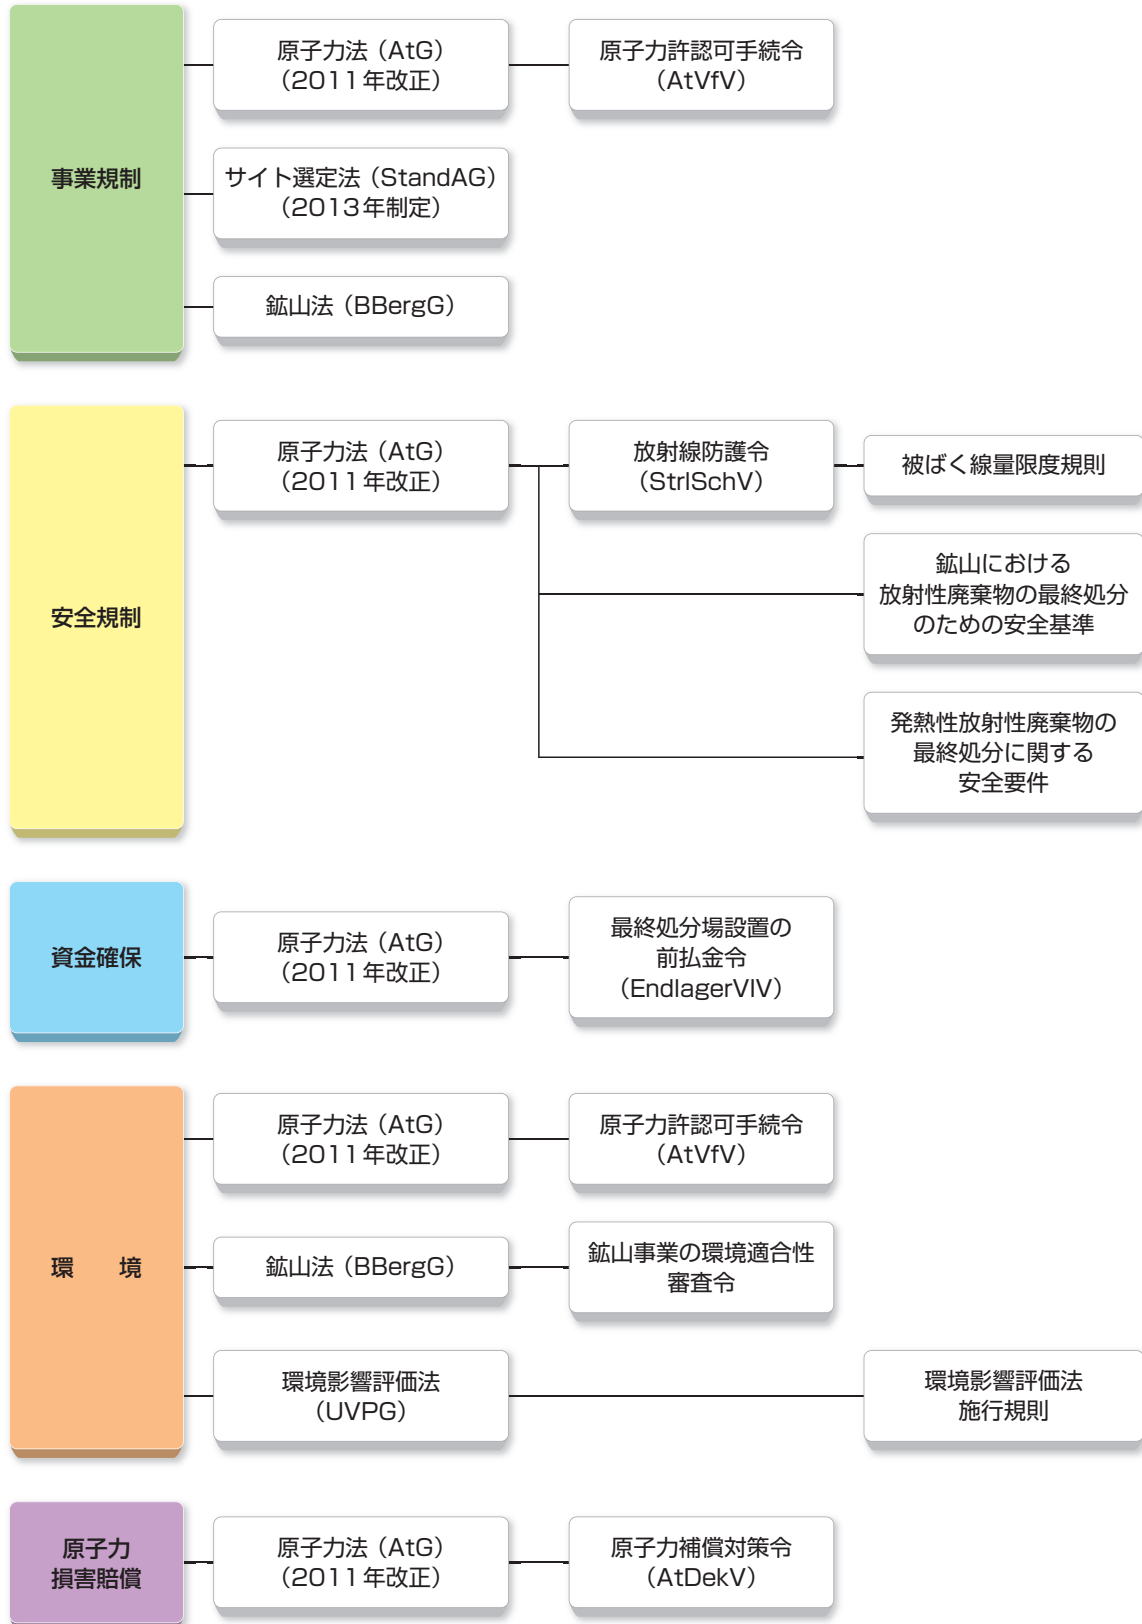 事業規制
原子力法（AtG）
（2011年改正）
原子力許認可手続令
（AtVfV）
サイト選定法（StandAG）
（2013年制定）
鉱山法（BBergG）
安全規制
原子力法（AtG）
（2011年改正）
放射線防護令
（StrlSchV）
被ばく線量限度規則
鉱山における
放射性廃棄物の最終処分
のための安全基準
発熱性放射性廃棄物の
最終処分に関する
安全要件
資金確保
原子力法（AtG）
（2011年改正）
最終処分場設置の
前払金令
（EndlagerVlV）
環　境
原子力法（AtG）
（2011年改正）
原子力許認可手続令
（AtVfV）
鉱山法（BBergG）
鉱山事業の環境適合性
審査令
環境影響評価法
（UVPG）
環境影響評価法
施行規則
原子力
損害賠償
原子力法（AtG）
（2011年改正）
原子力補償対策令
（AtDekV）